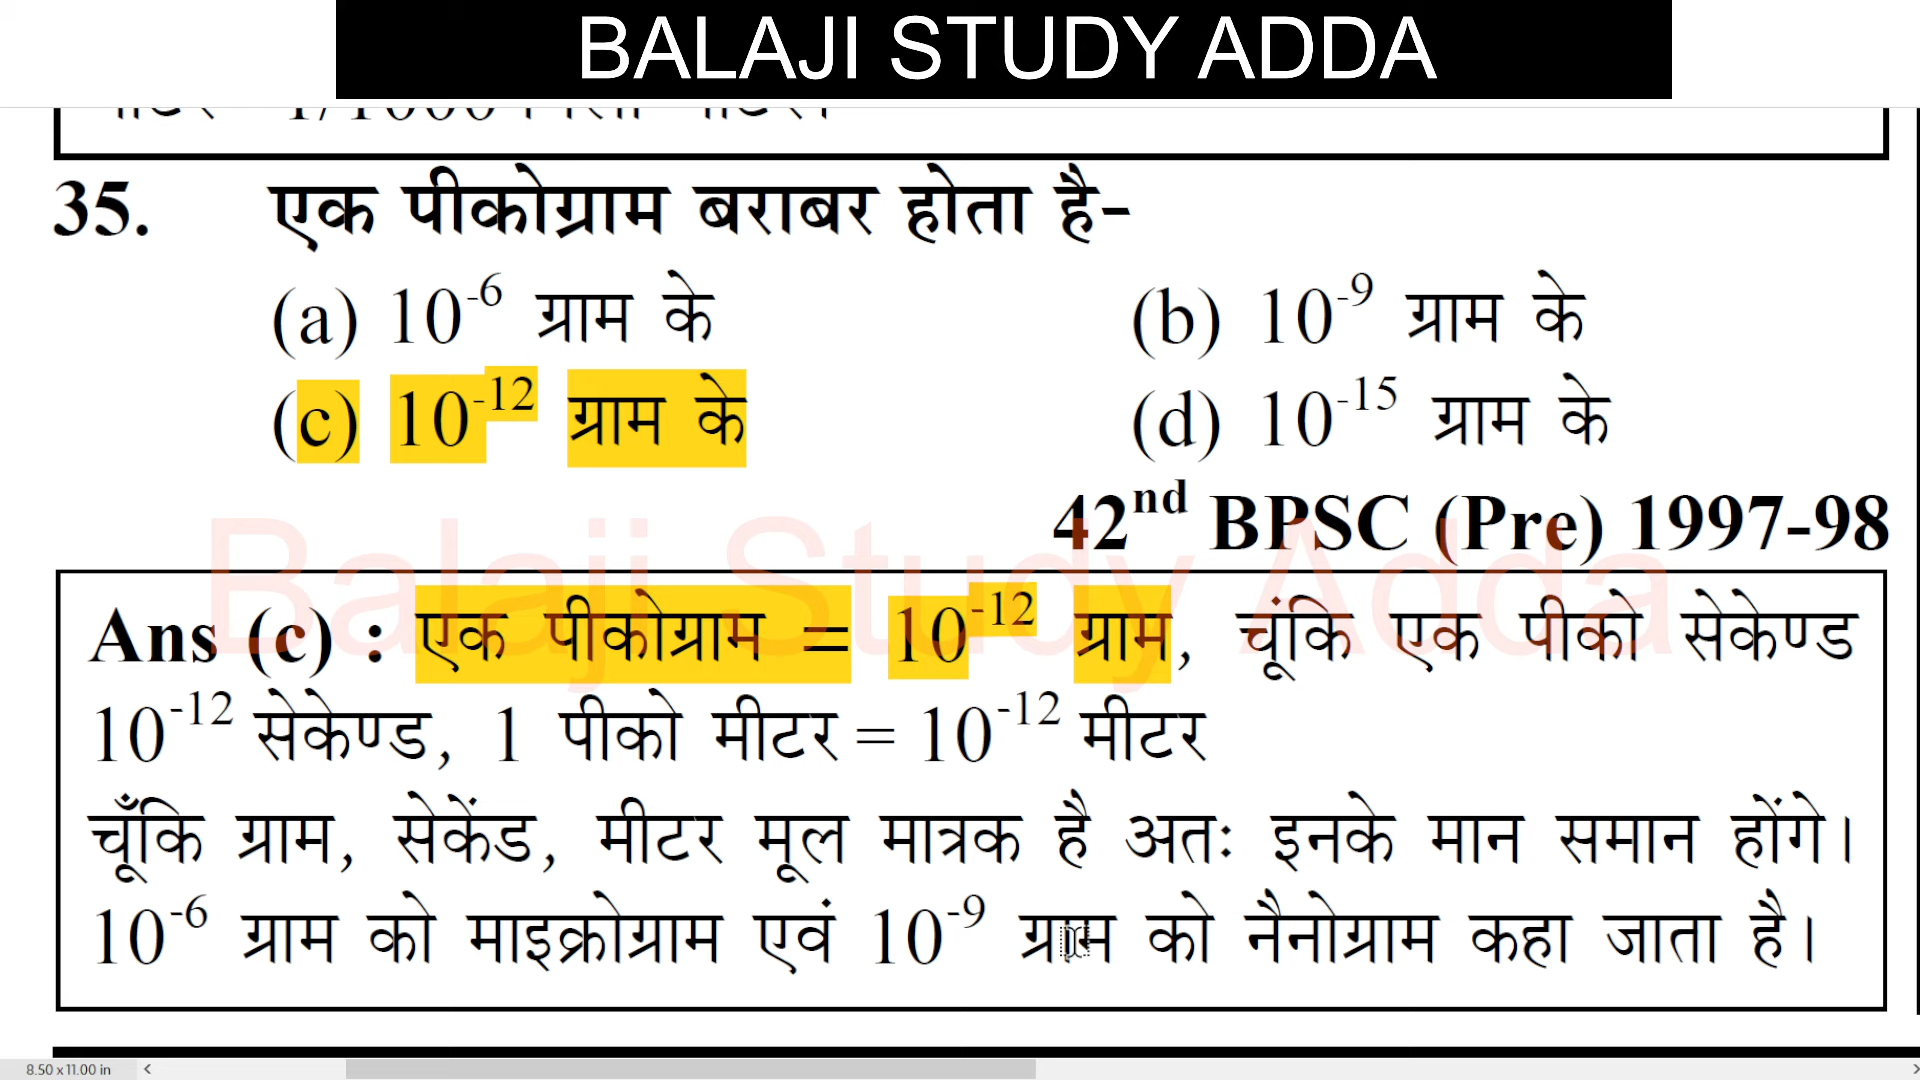 BALAJI STUDY ADDA
35. एक पीकोग्राम बराबर होता है-
(a) 10⁻⁶ ग्राम के (b) 10⁻⁹ ग्राम के
(c) 10⁻¹² ग्राम के (d) 10⁻¹⁵ ग्राम के
42ⁿᵈ BPSC (Pre) 1997-98
Balaji Study Adda
Ans (c) : एक पीकोग्राम = 10⁻¹² ग्राम, चूंकि एक पीको सेकेण्ड
10⁻¹² सेकेण्ड, 1 पीको मीटर = 10⁻¹² मीटर
चूँकि ग्राम, सेकेंड, मीटर मूल मात्रक है अतः इनके मान समान होंगे।
10⁻⁶ ग्राम को माइक्रोग्राम एवं 10⁻⁹ ग्राम को नैनोग्राम कहा जाता है।
8.50 x 11.00 in